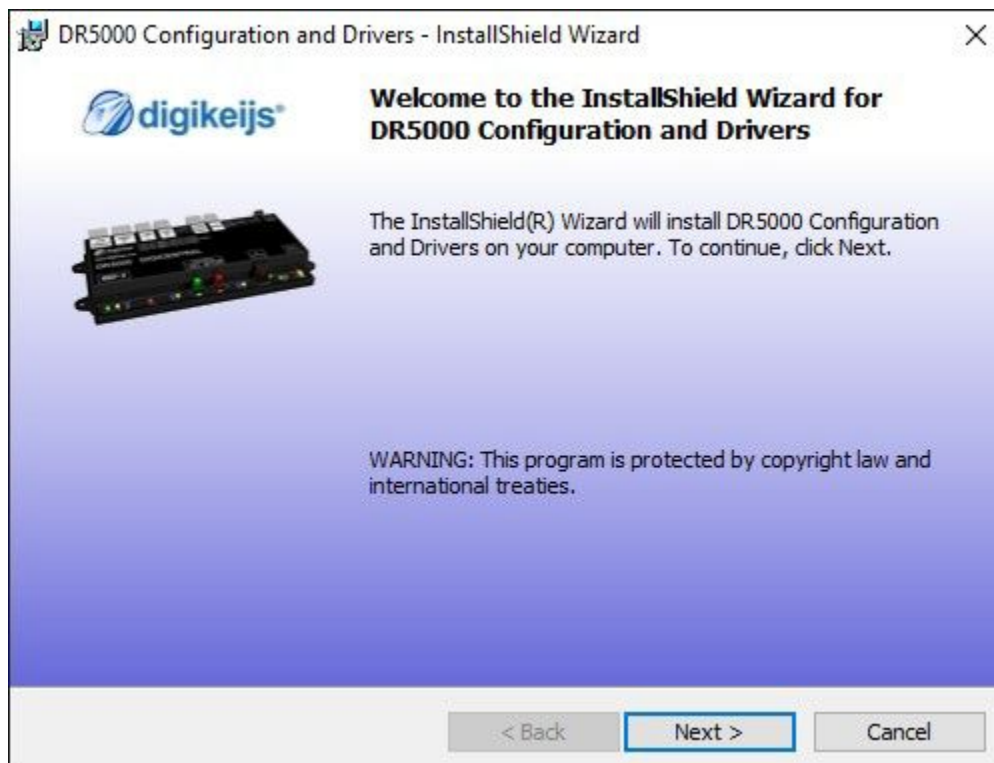 DR5000 Configuration and Drivers - InstallShield Wizard
digikeijs®
Welcome to the InstallShield Wizard for
DR5000 Configuration and Drivers
The InstallShield(R) Wizard will install DR5000 Configuration
and Drivers on your computer. To continue, click Next.
WARNING: This program is protected by copyright law and
international treaties.
< Back
Next >
Cancel